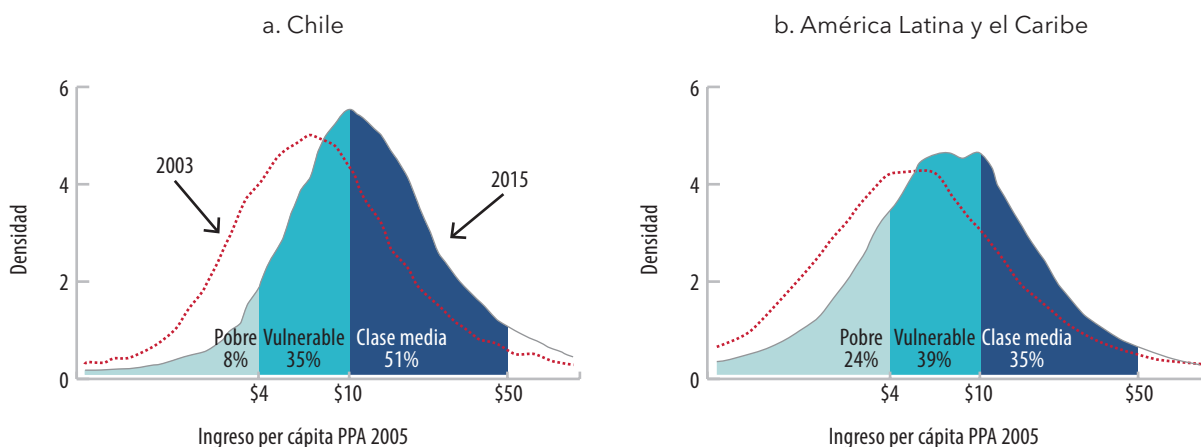 a. Chile
6
4
2
0
Densidad
2003
2015
Pobre
8%
Vulnerable
35%
Clase media
51%
$4
$10
$50
Ingreso per cápita PPA 2005
b. América Latina y el Caribe
6
4
2
0
Densidad
Pobre
24%
Vulnerable
39%
Clase media
35%
$4
$10
$50
Ingreso per cápita PPA 2005